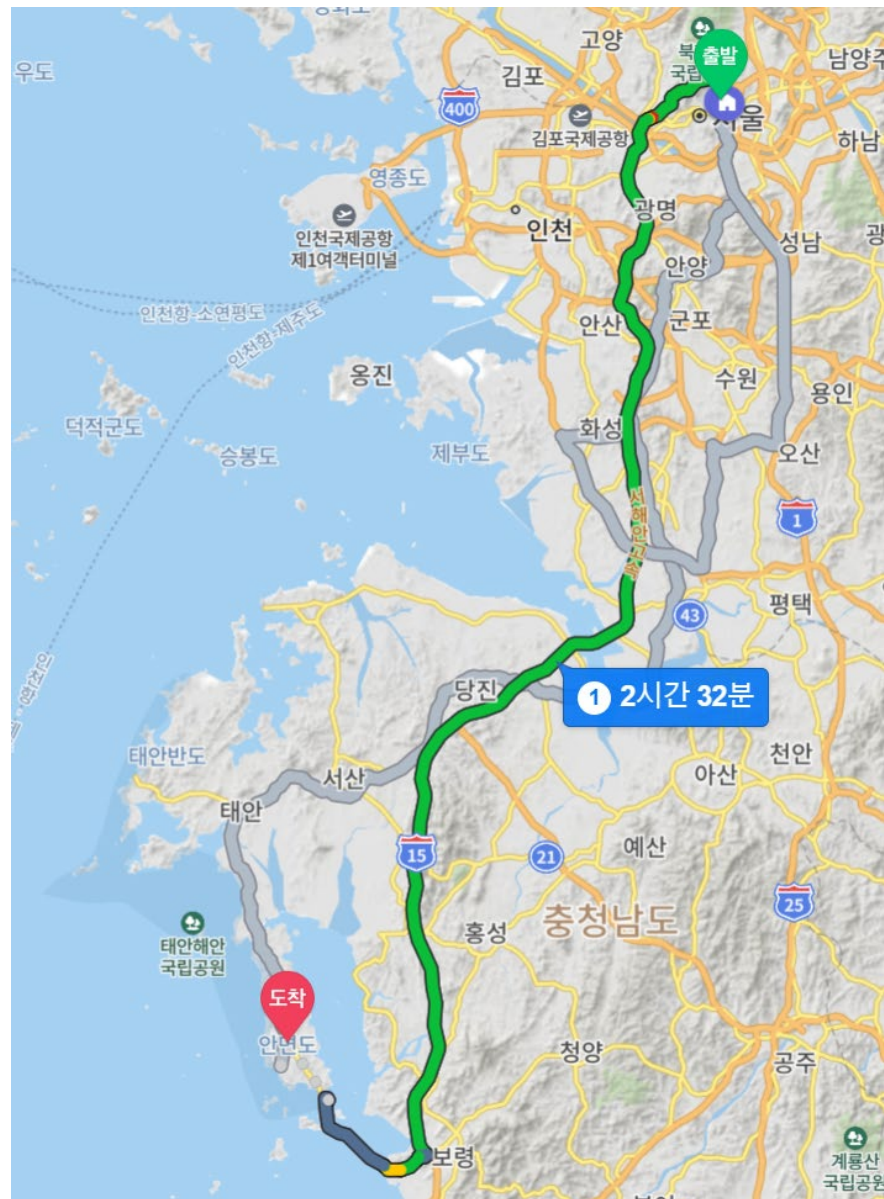 우도
고양
남양주
김포
출발
국립
400
김포국제공항
서울
하남
영종도
광명
인천국제공항
제1여객터미널
인천
성남
안양
인천항-소연평도
인천항-제주도
안산
군포
옹진
수원
용인
덕적군도
화성
승봉도
제부도
오산
서해안고속
1
43
평택
인천항-제
당진
1 2시간 32분
태안반도
서산
천안
아산
태안
15
21
예산
25
충청남도
홍성
태안해안
국립공원
도착
안면도
청양
공주
보령
계룡산
국립공원